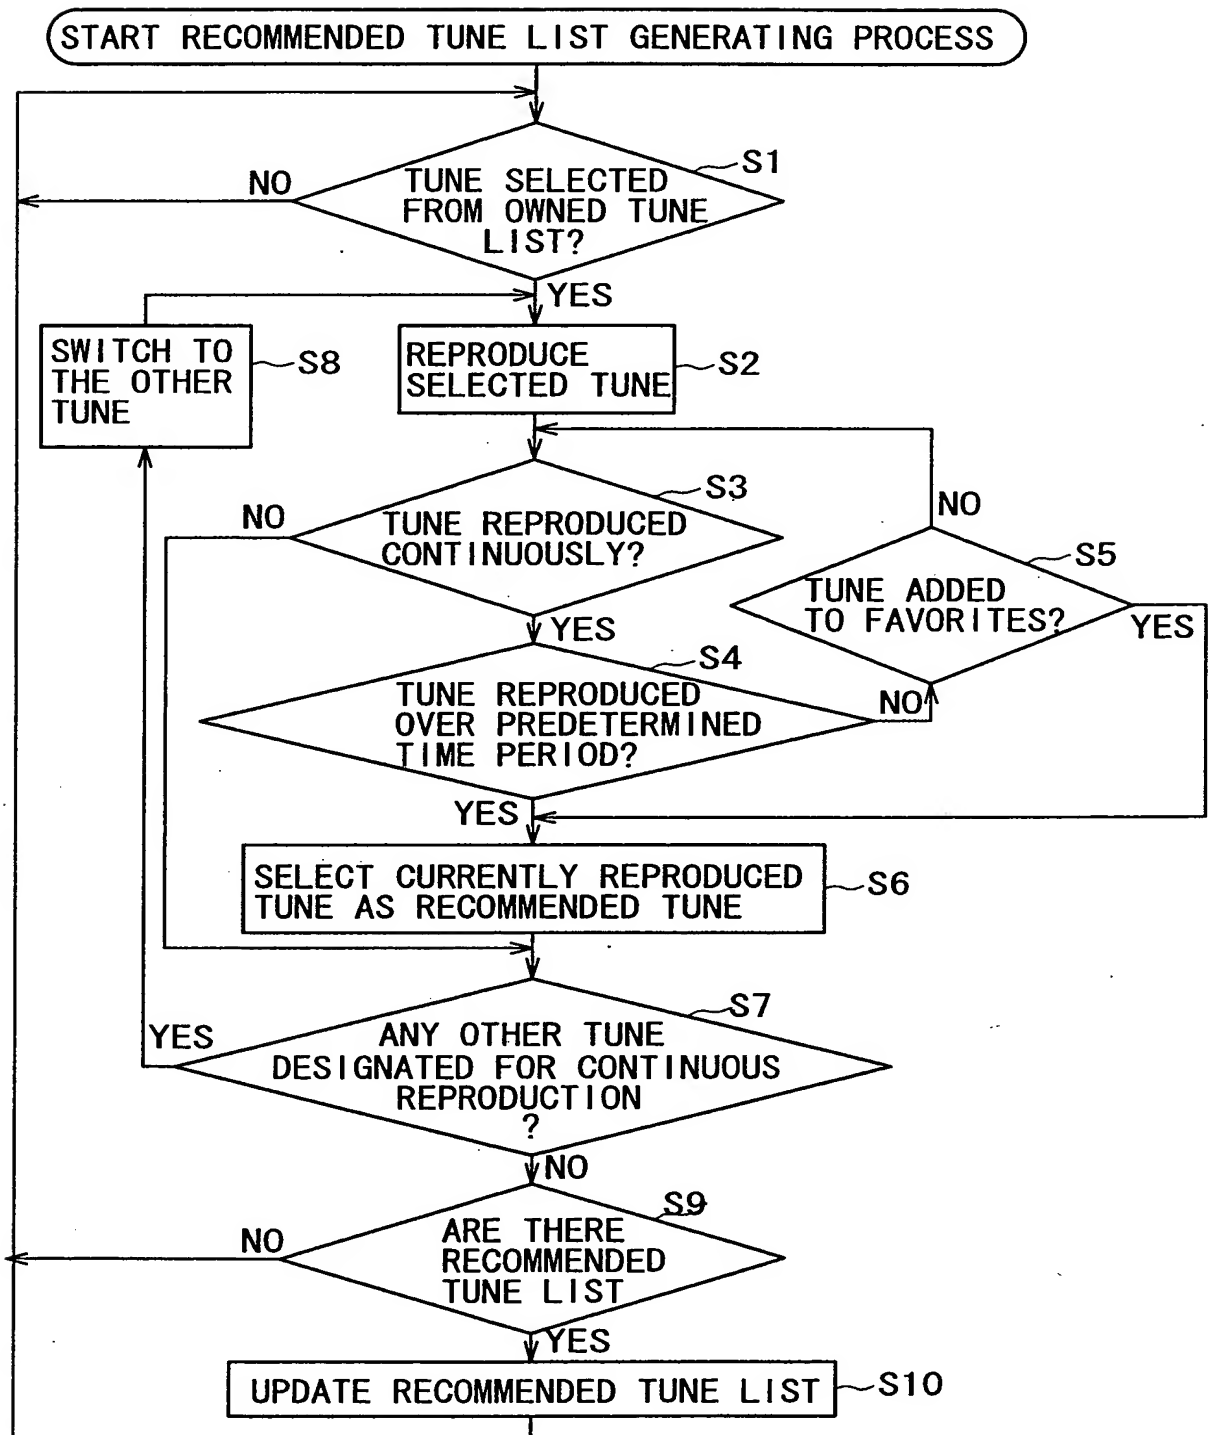 START RECOMMENDED TUNE LIST GENERATING PROCESS
S1
NO
TUNE SELECTED
FROM OWNED TUNE
LIST?
YES
SWITCH TO
THE OTHER
TUNE
S8
REPRODUCE
SELECTED TUNE
S2
S3
NO
TUNE REPRODUCED
CONTINUOUSLY?
YES
NO
S5
TUNE ADDED
TO FAVORITES?
YES
S4
TUNE REPRODUCED
OVER PREDETERMINED
TIME PERIOD?
NO
YES
SELECT CURRENTLY REPRODUCED
TUNE AS RECOMMENDED TUNE
S6
S7
YES
ANY OTHER TUNE
DESIGNATED FOR CONTINUOUS
REPRODUCTION
?
NO
S9
NO
ARE THERE
RECOMMENDED
TUNE LIST
YES
UPDATE RECOMMENDED TUNE LIST
S10